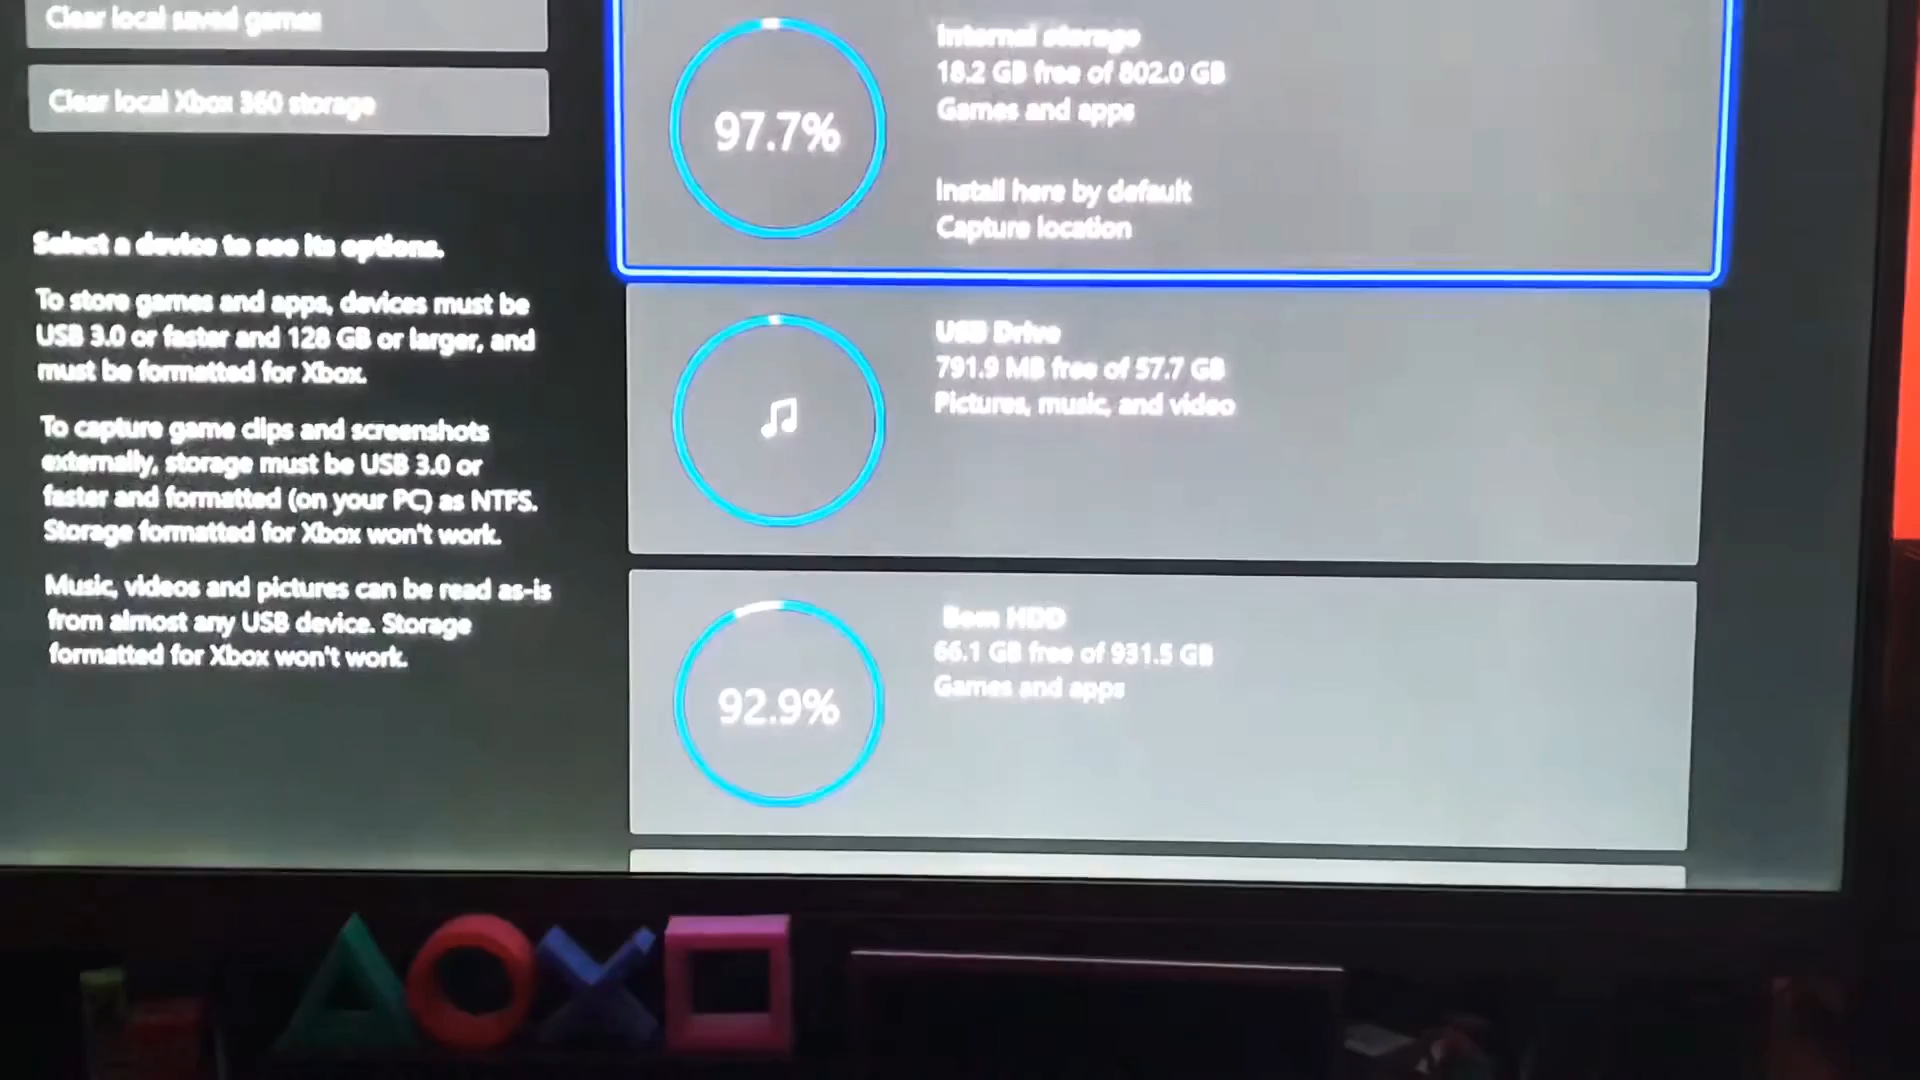 Clear local saved games
Clear local Xbox 360 storage
Select a device to see its options.
To store games and apps, devices must be
USB 3.0 or faster and 128 GB or larger, and
must be formatted for Xbox.
To capture game clips and screenshots
externally, storage must be USB 3.0 or
faster and formatted (on your PC) as NTFS.
Storage formatted for Xbox won't work.
Music, videos and pictures can be read as-is
from almost any USB device. Storage
formatted for Xbox won't work.
97.7%
Internal storage
18.2 GB free of 802.0 GB
Games and apps
Install here by default
Capture location
USB Drive
791.9 MB free of 57.7 GB
Pictures, music, and video
92.9%
Bom HDD
66.1 GB free of 931.5 GB
Games and apps